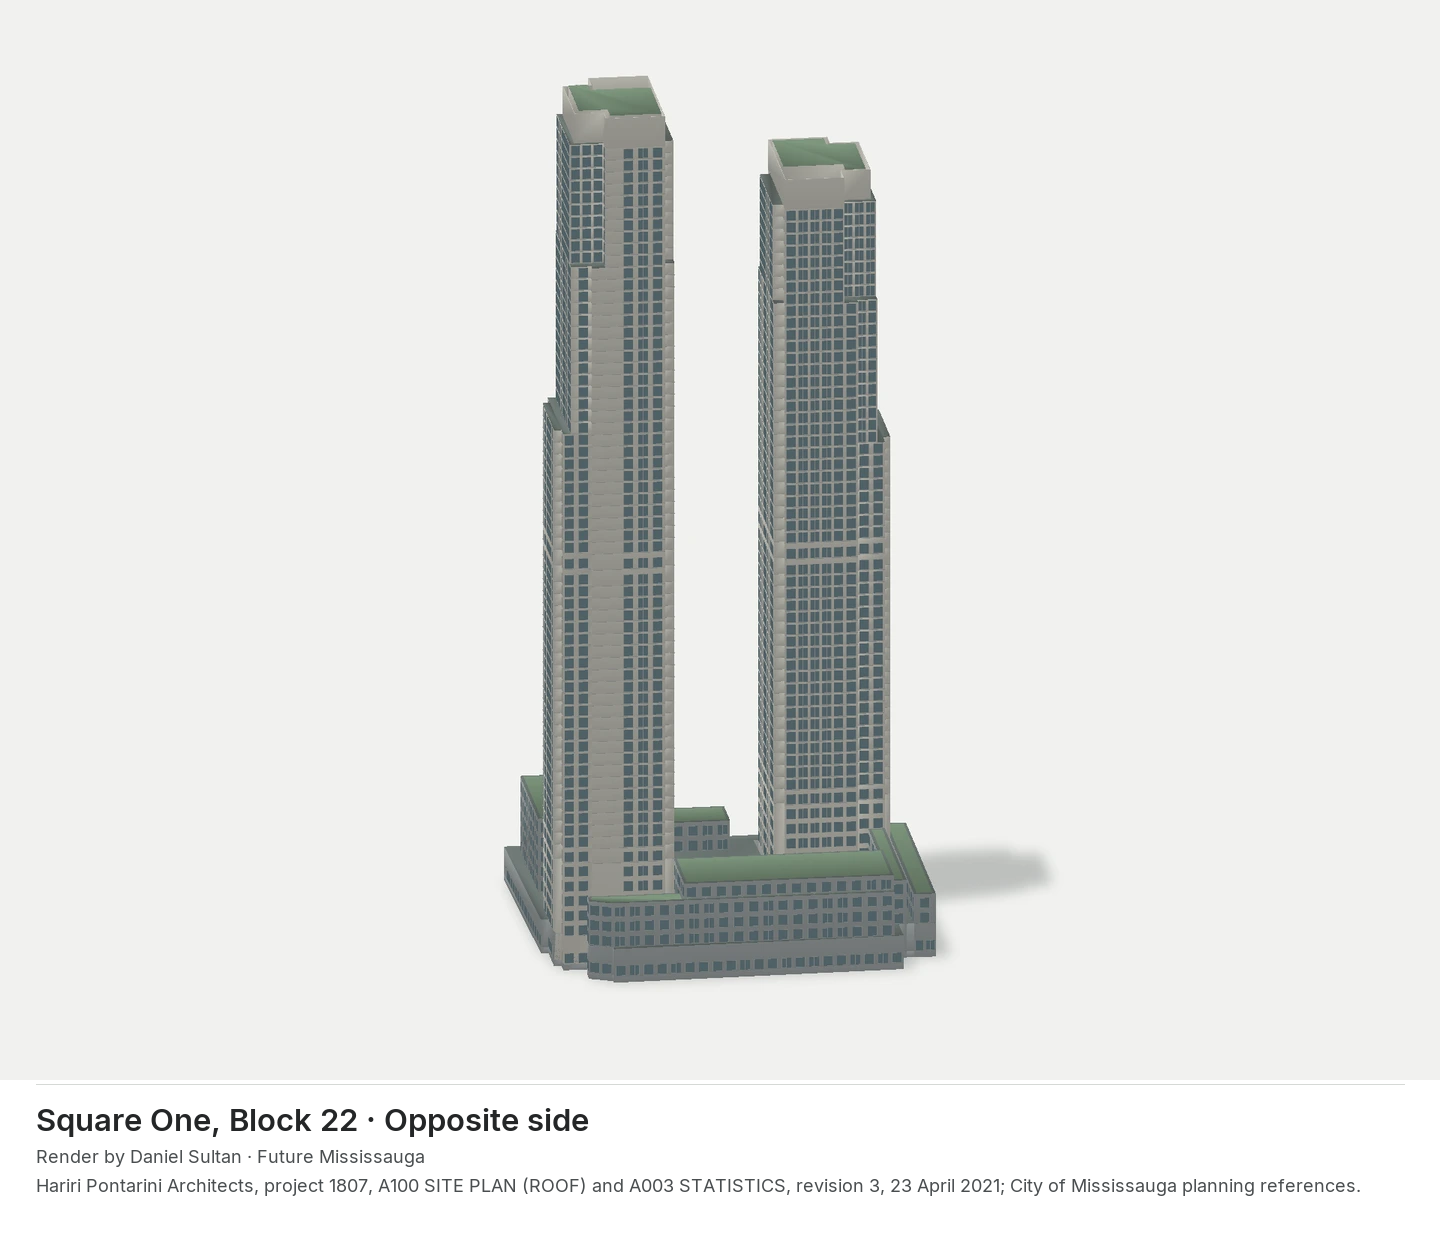 Square One, Block 22 · Opposite side
Render by Daniel Sultan · Future Mississauga
Hariri Pontarini Architects, project 1807, A100 SITE PLAN (ROOF) and A003 STATISTICS, revision 3, 23 April 2021; City of Mississauga planning references.